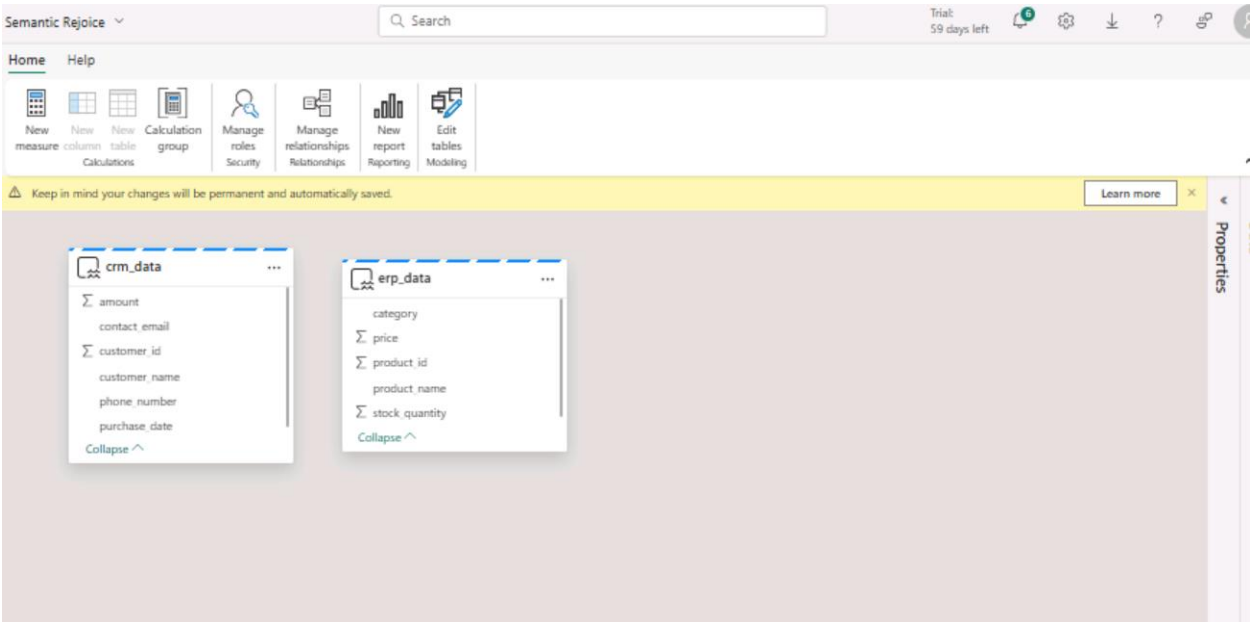 Semantic Rejoice
Search
Trial:
59 days left
6
?
Home Help
New
measure
New
column
New
table
Calculation
group
Calculations
Manage
roles
Security
Manage
relationships
Relationships
New
report
Reporting
Edit
tables
Modeling
Keep in mind your changes will be permanent and automatically saved.
Learn more
Properties
crm_data
Σ amount
contact_email
Σ customer_id
customer_name
phone_number
purchase_date
Collapse
erp_data
category
Σ price
Σ product_id
product_name
Σ stock_quantity
Collapse